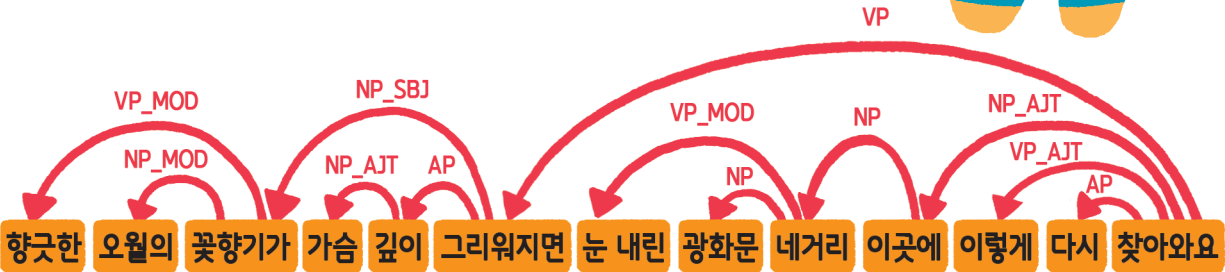 VP
NP_SBJ
VP_MOD
VP_MOD
NP
NP_AJT
NP_MOD
NP_AJT
AP
NP
VP_AJT
AP
향긋한 오월의 꽃향기가 가슴 깊이 그리워지면 눈 내린 광화문 네거리 이곳에 이렇게 다시 찾아와요